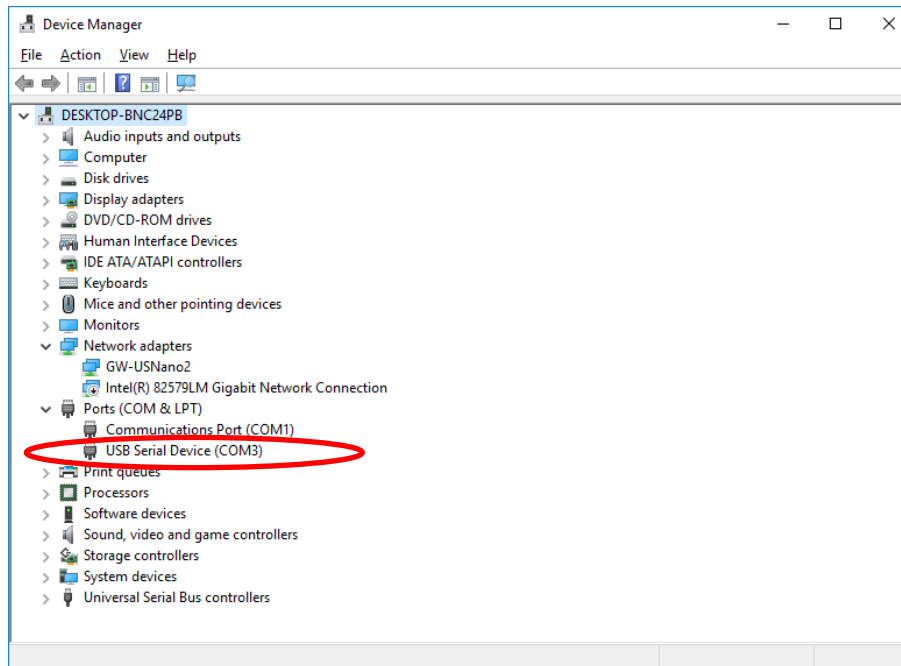 Device Manager
File Action View Help
DESKTOP-BNC24PB
Audio inputs and outputs
Computer
Disk drives
Display adapters
DVD/CD-ROM drives
Human Interface Devices
IDE ATA/ATAPI controllers
Keyboards
Mice and other pointing devices
Monitors
Network adapters
GW-USNano2
Intel(R) 82579LM Gigabit Network Connection
Ports (COM & LPT)
Communications Port (COM1)
USB Serial Device (COM3)
Print queues
Processors
Software devices
Sound, video and game controllers
Storage controllers
System devices
Universal Serial Bus controllers